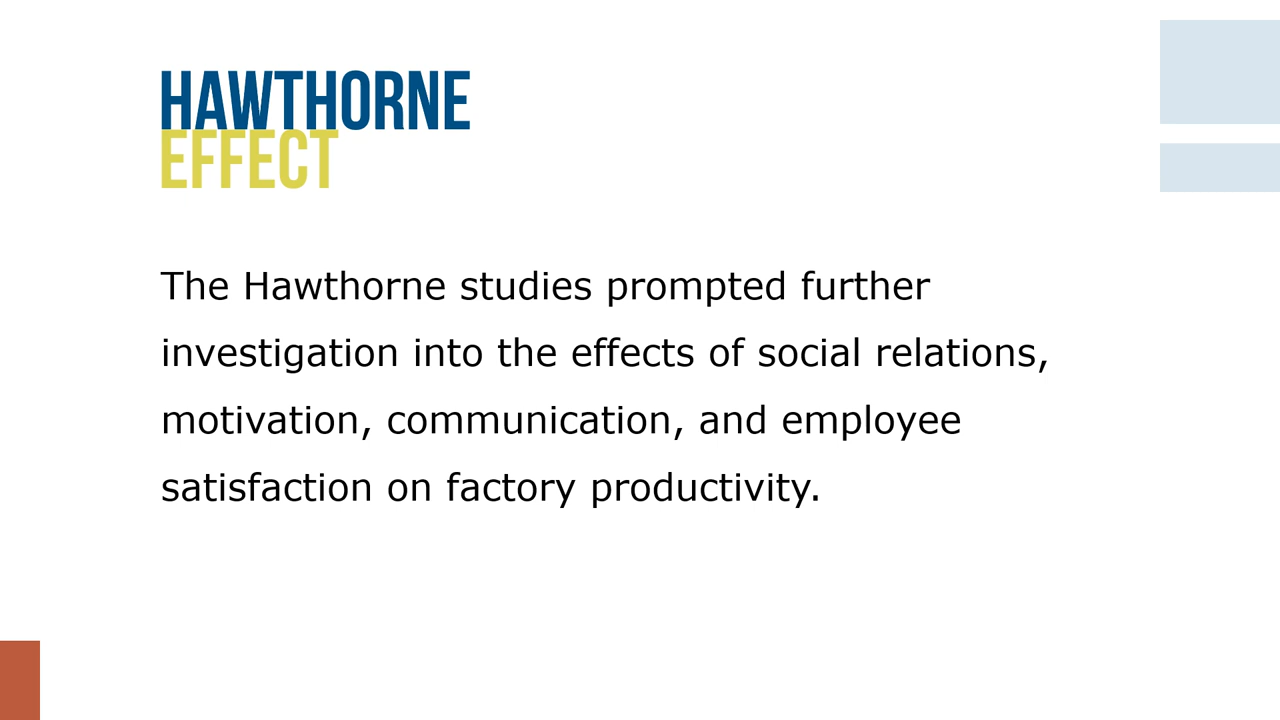 HAWTHORNE
EFFECT
The Hawthorne studies prompted further
investigation into the effects of social relations,
motivation, communication, and employee
satisfaction on factory productivity.